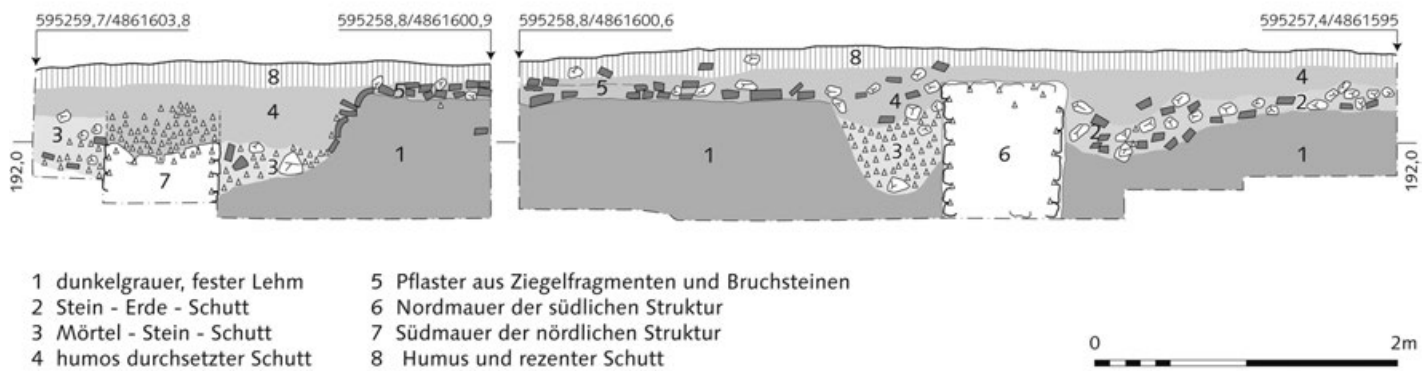 595259,7/4861603,8 595258,8/4861600,9 595258,8/4861600,6 595257,4/4861595
8 8
4 5 5 4 4
3 3 2 2
192,0 1 1 3 6 1 192,0
7
1 dunkelgrauer, fester Lehm
2 Stein - Erde - Schutt
3 Mörtel - Stein - Schutt
4 humos durchsetzter Schutt
5 Pflaster aus Ziegelfragmenten und Bruchsteinen
6 Nordmauer der südlichen Struktur
7 Südmauer der nördlichen Struktur
8 Humus und rezenter Schutt
0 2m